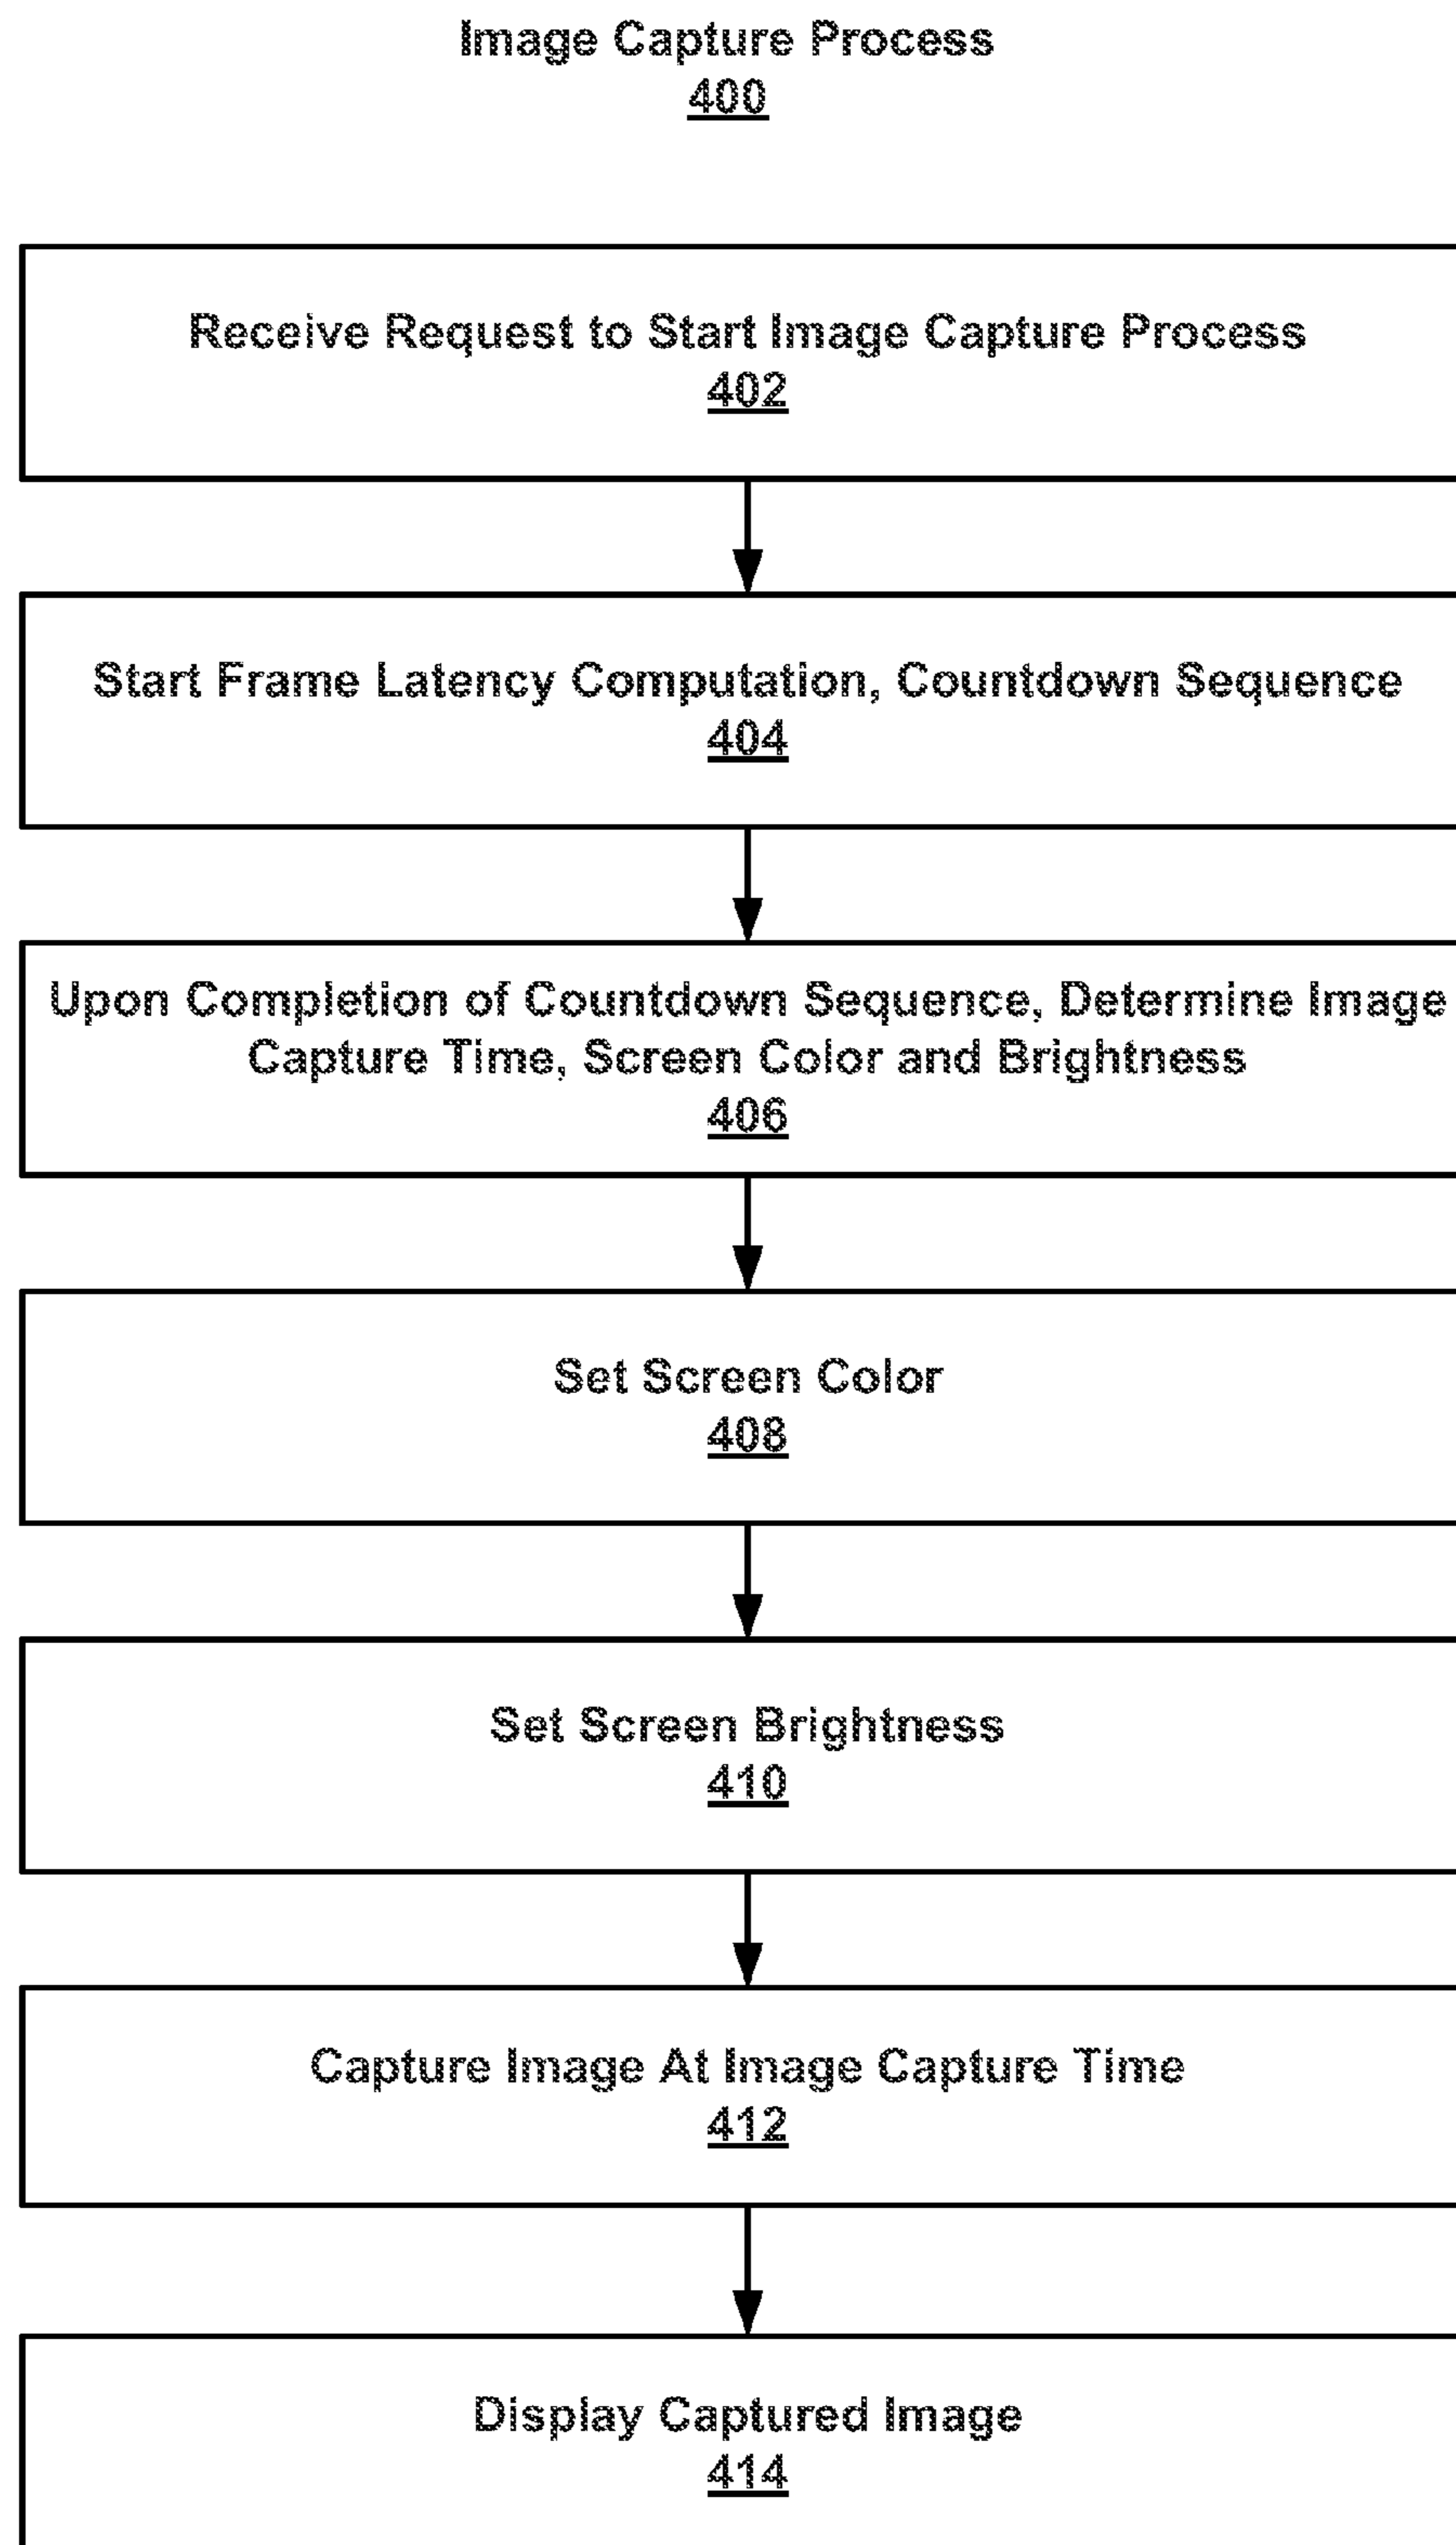 Image Capture Process
400
Receive Request to Start Image Capture Process
402
Start Frame Latency Computation, Countdown Sequence
404
Upon Completion of Countdown Sequence, Determine Image
Capture Time, Screen Color and Brightness
406
Set Screen Color
408
Set Screen Brightness
410
Capture Image At Image Capture Time
412
Display Captured Image
414